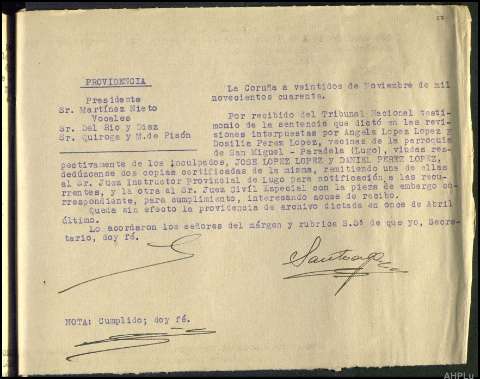 PROVIDENCIA
Presidente
Sr. Martinez Nieto
Vocales
Sr. Del Rio y Diez
Sr. Quiroga y M. de Pisón
La Coruña a veintidos de Noviembre de mil
novecientos cuarenta.
Por recibido del Tribunal Nacional testi-
monio de la sentencia que dictó en las revi-
siones interpuestas por Angela Lopez Lopez y
Dosilia Perez Lopez, vecinas de la parroquia
de San Miguel - Paradela (Lugo), viudas res-
pectivamente de los inculpados, JOSE LOPEZ LOPEZ y DANIEL PEREZ LOPEZ,
dedúzcense dos copias certificadas de la misma, remitiendo una de ellas
al Sr. Juez Instructor Provincial de Lugo para notificación a las recu-
rrentes, y la otra al Sr. Juez Civil Especial con la pieza de embargo co-
rrespondiente, para cumplimiento, interesando acuse de recibo.
Queda sin efecto la providencia de archivo dictada en once de Abril
último.
Lo acordaron los señores del márgen y rubrica S.Sª de que yo, Secre-
tario, doy fé.
NOTA: Cumplido; doy fé.
AHPLu